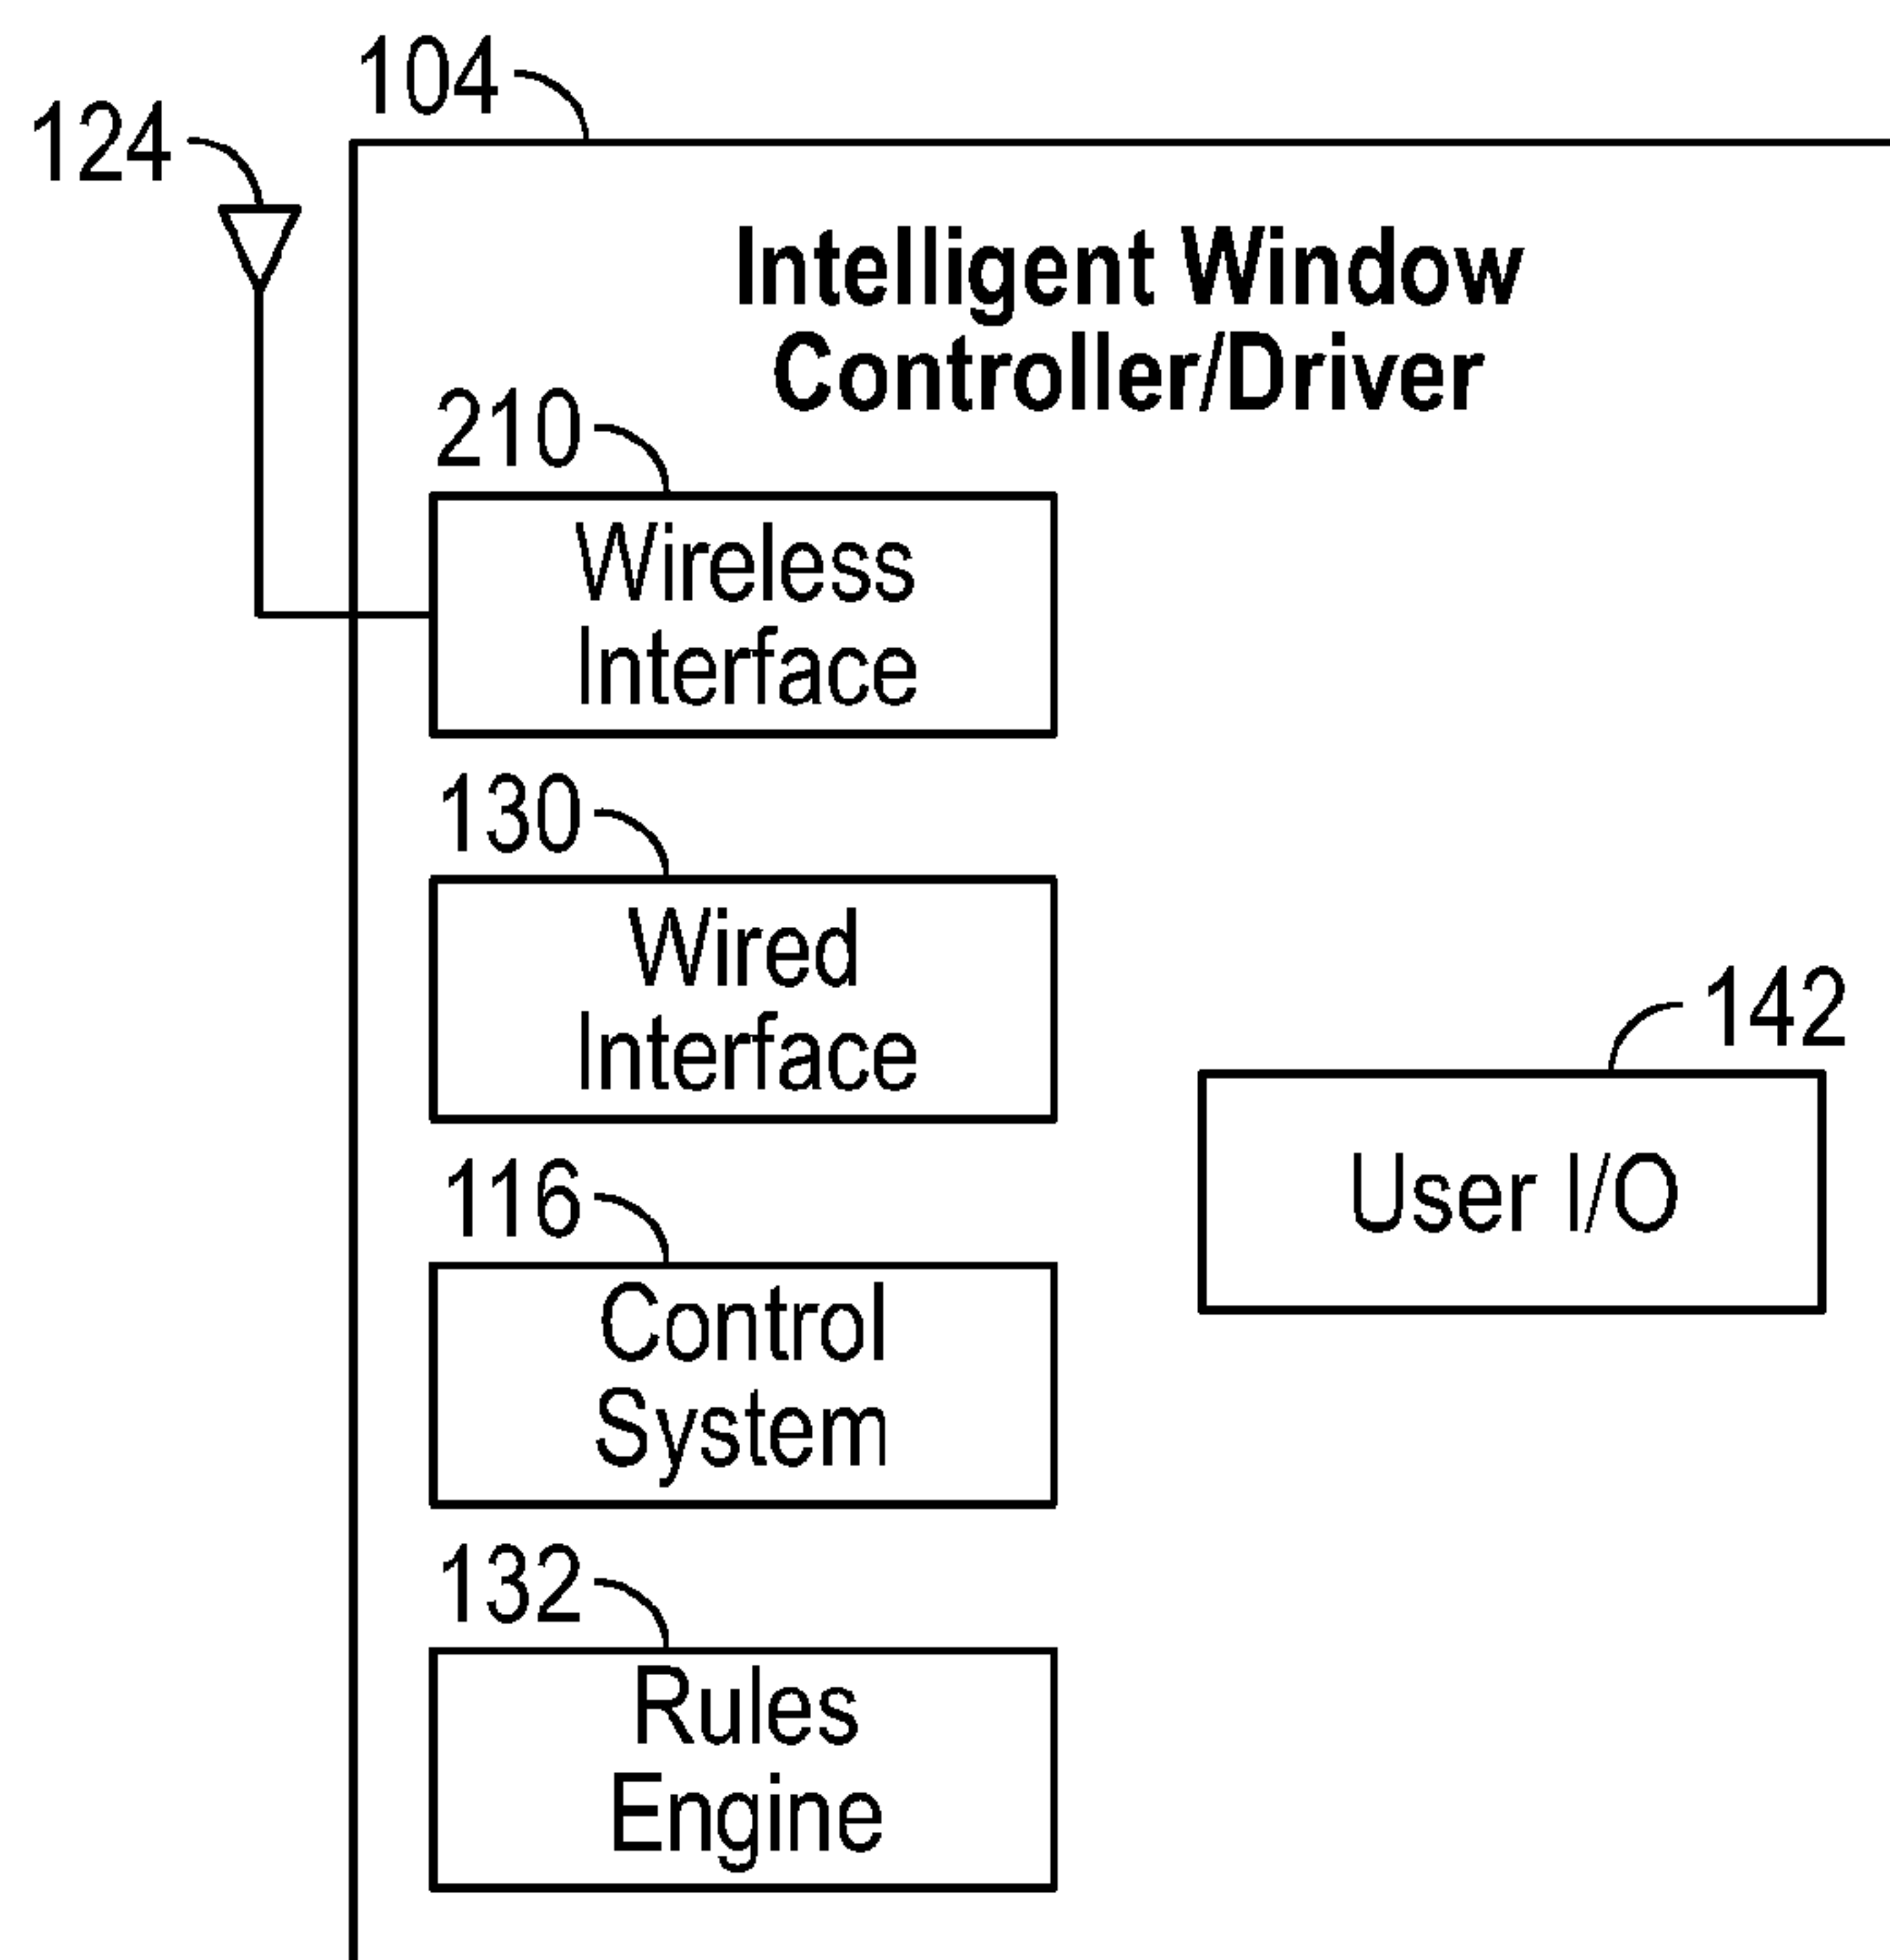 104
124
Intelligent Window
Controller/Driver
210
Wireless
Interface
130
Wired
Interface
142
User I/O
116
Control
System
132
Rules
Engine